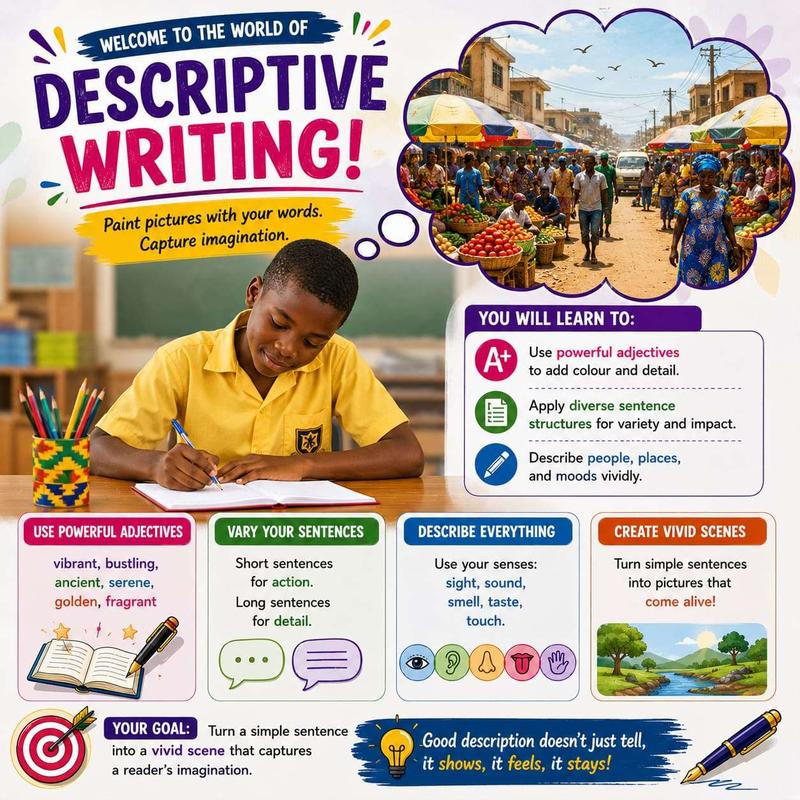 WELCOME TO THE WORLD OF
DESCRIPTIVE
WRITING!
Paint pictures with your words.
Capture imagination.
YOU WILL LEARN TO:
A+
Use powerful adjectives
to add colour and detail.
Apply diverse sentence
structures for variety and impact.
Describe people, places,
and moods vividly.
USE POWERFUL ADJECTIVES
vibrant, bustling,
ancient, serene,
golden, fragrant
VARY YOUR SENTENCES
Short sentences
for action.
Long sentences
for detail.
DESCRIBE EVERYTHING
Use your senses:
sight, sound,
smell, taste,
touch.
CREATE VIVID SCENES
Turn simple sentences
into pictures that
come alive!
YOUR GOAL: Turn a simple sentence
into a vivid scene that captures
a reader's imagination.
Good description doesn't just tell,
it shows, it feels, it stays!